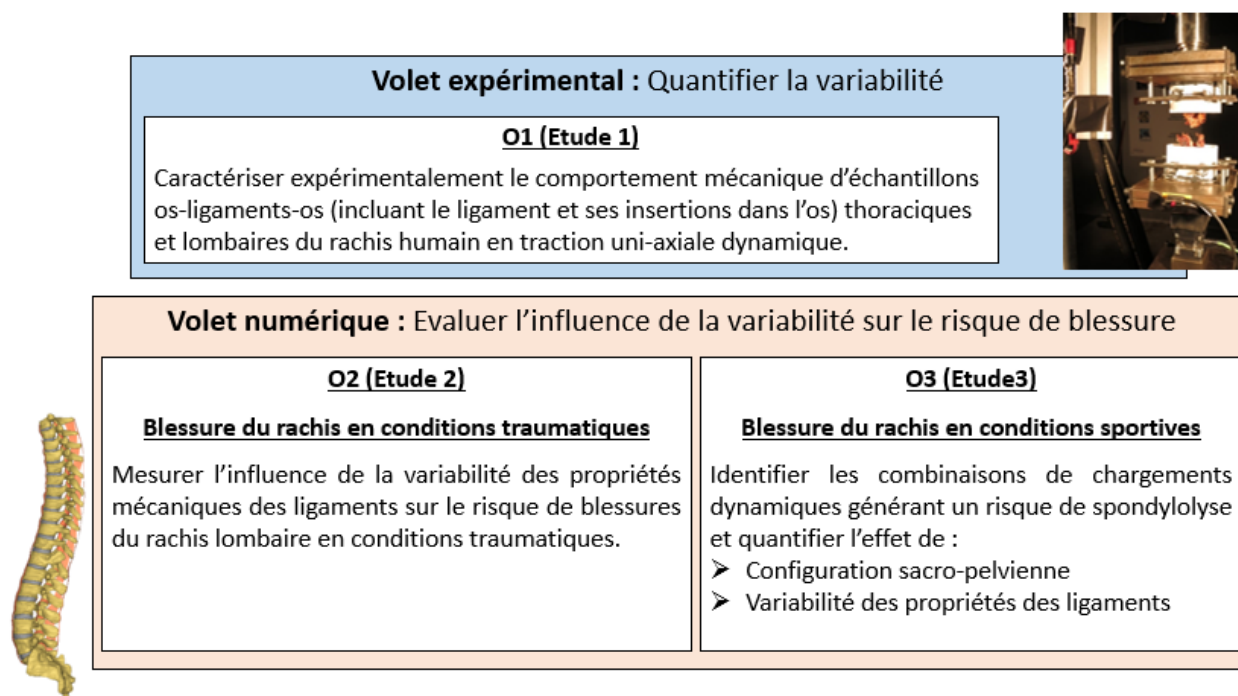 Volet expérimental : Quantifier la variabilité
O1 (Etude 1)
Caractériser expérimentalement le comportement mécanique d’échantillons
os-ligaments-os (incluant le ligament et ses insertions dans l’os) thoraciques
et lombaires du rachis humain en traction uni-axiale dynamique.
Volet numérique : Evaluer l’influence de la variabilité sur le risque de blessure
O2 (Etude 2)
Blessure du rachis en conditions traumatiques
Mesurer l’influence de la variabilité des propriétés
mécaniques des ligaments sur le risque de blessures
du rachis lombaire en conditions traumatiques.
O3 (Etude3)
Blessure du rachis en conditions sportives
Identifier les combinaisons de chargements
dynamiques générant un risque de spondylolyse
et quantifier l’effet de :
➤ Configuration sacro-pelvienne
➤ Variabilité des propriétés des ligaments